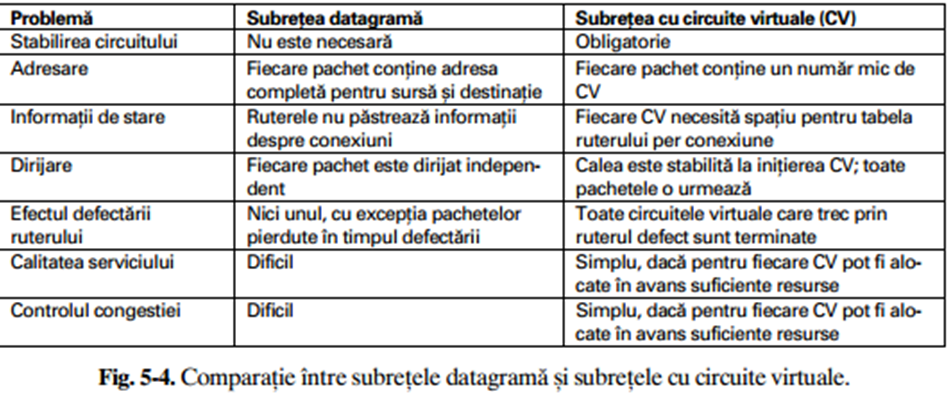 Problemă Subrețea datagramă Subrețea cu circuite virtuale (CV)
Stabilirea circuitului Nu este necesară Obligatorie
Adresare Fiecare pachet conține adresa Fiecare pachet conține un număr mic de
completă pentru sursă și destinație CV
Informații de stare Ruterele nu păstrează informații Fiecare CV necesită spațiu pentru tabela
despre conexiuni ruterului per conexiune
Dirijare Fiecare pachet este dirijat indepen- Calea este stabilită la inițierea CV; toate
dent pachetele o urmează
Efectul defectării Nici unul, cu excepția pachetelor Toate circuitele virtuale care trec prin
ruterului pierdute în timpul defectării ruterul defect sunt terminate
Calitatea serviciului Dificil Simplu, dacă pentru fiecare CV pot fi alo-
cate în avans suficiente resurse
Controlul congestiei Dificil Simplu, dacă pentru fiecare CV pot fi alo-
cate în avans suficiente resurse
Fig. 5-4. Comparație între subrețele datagramă și subrețele cu circuite virtuale.